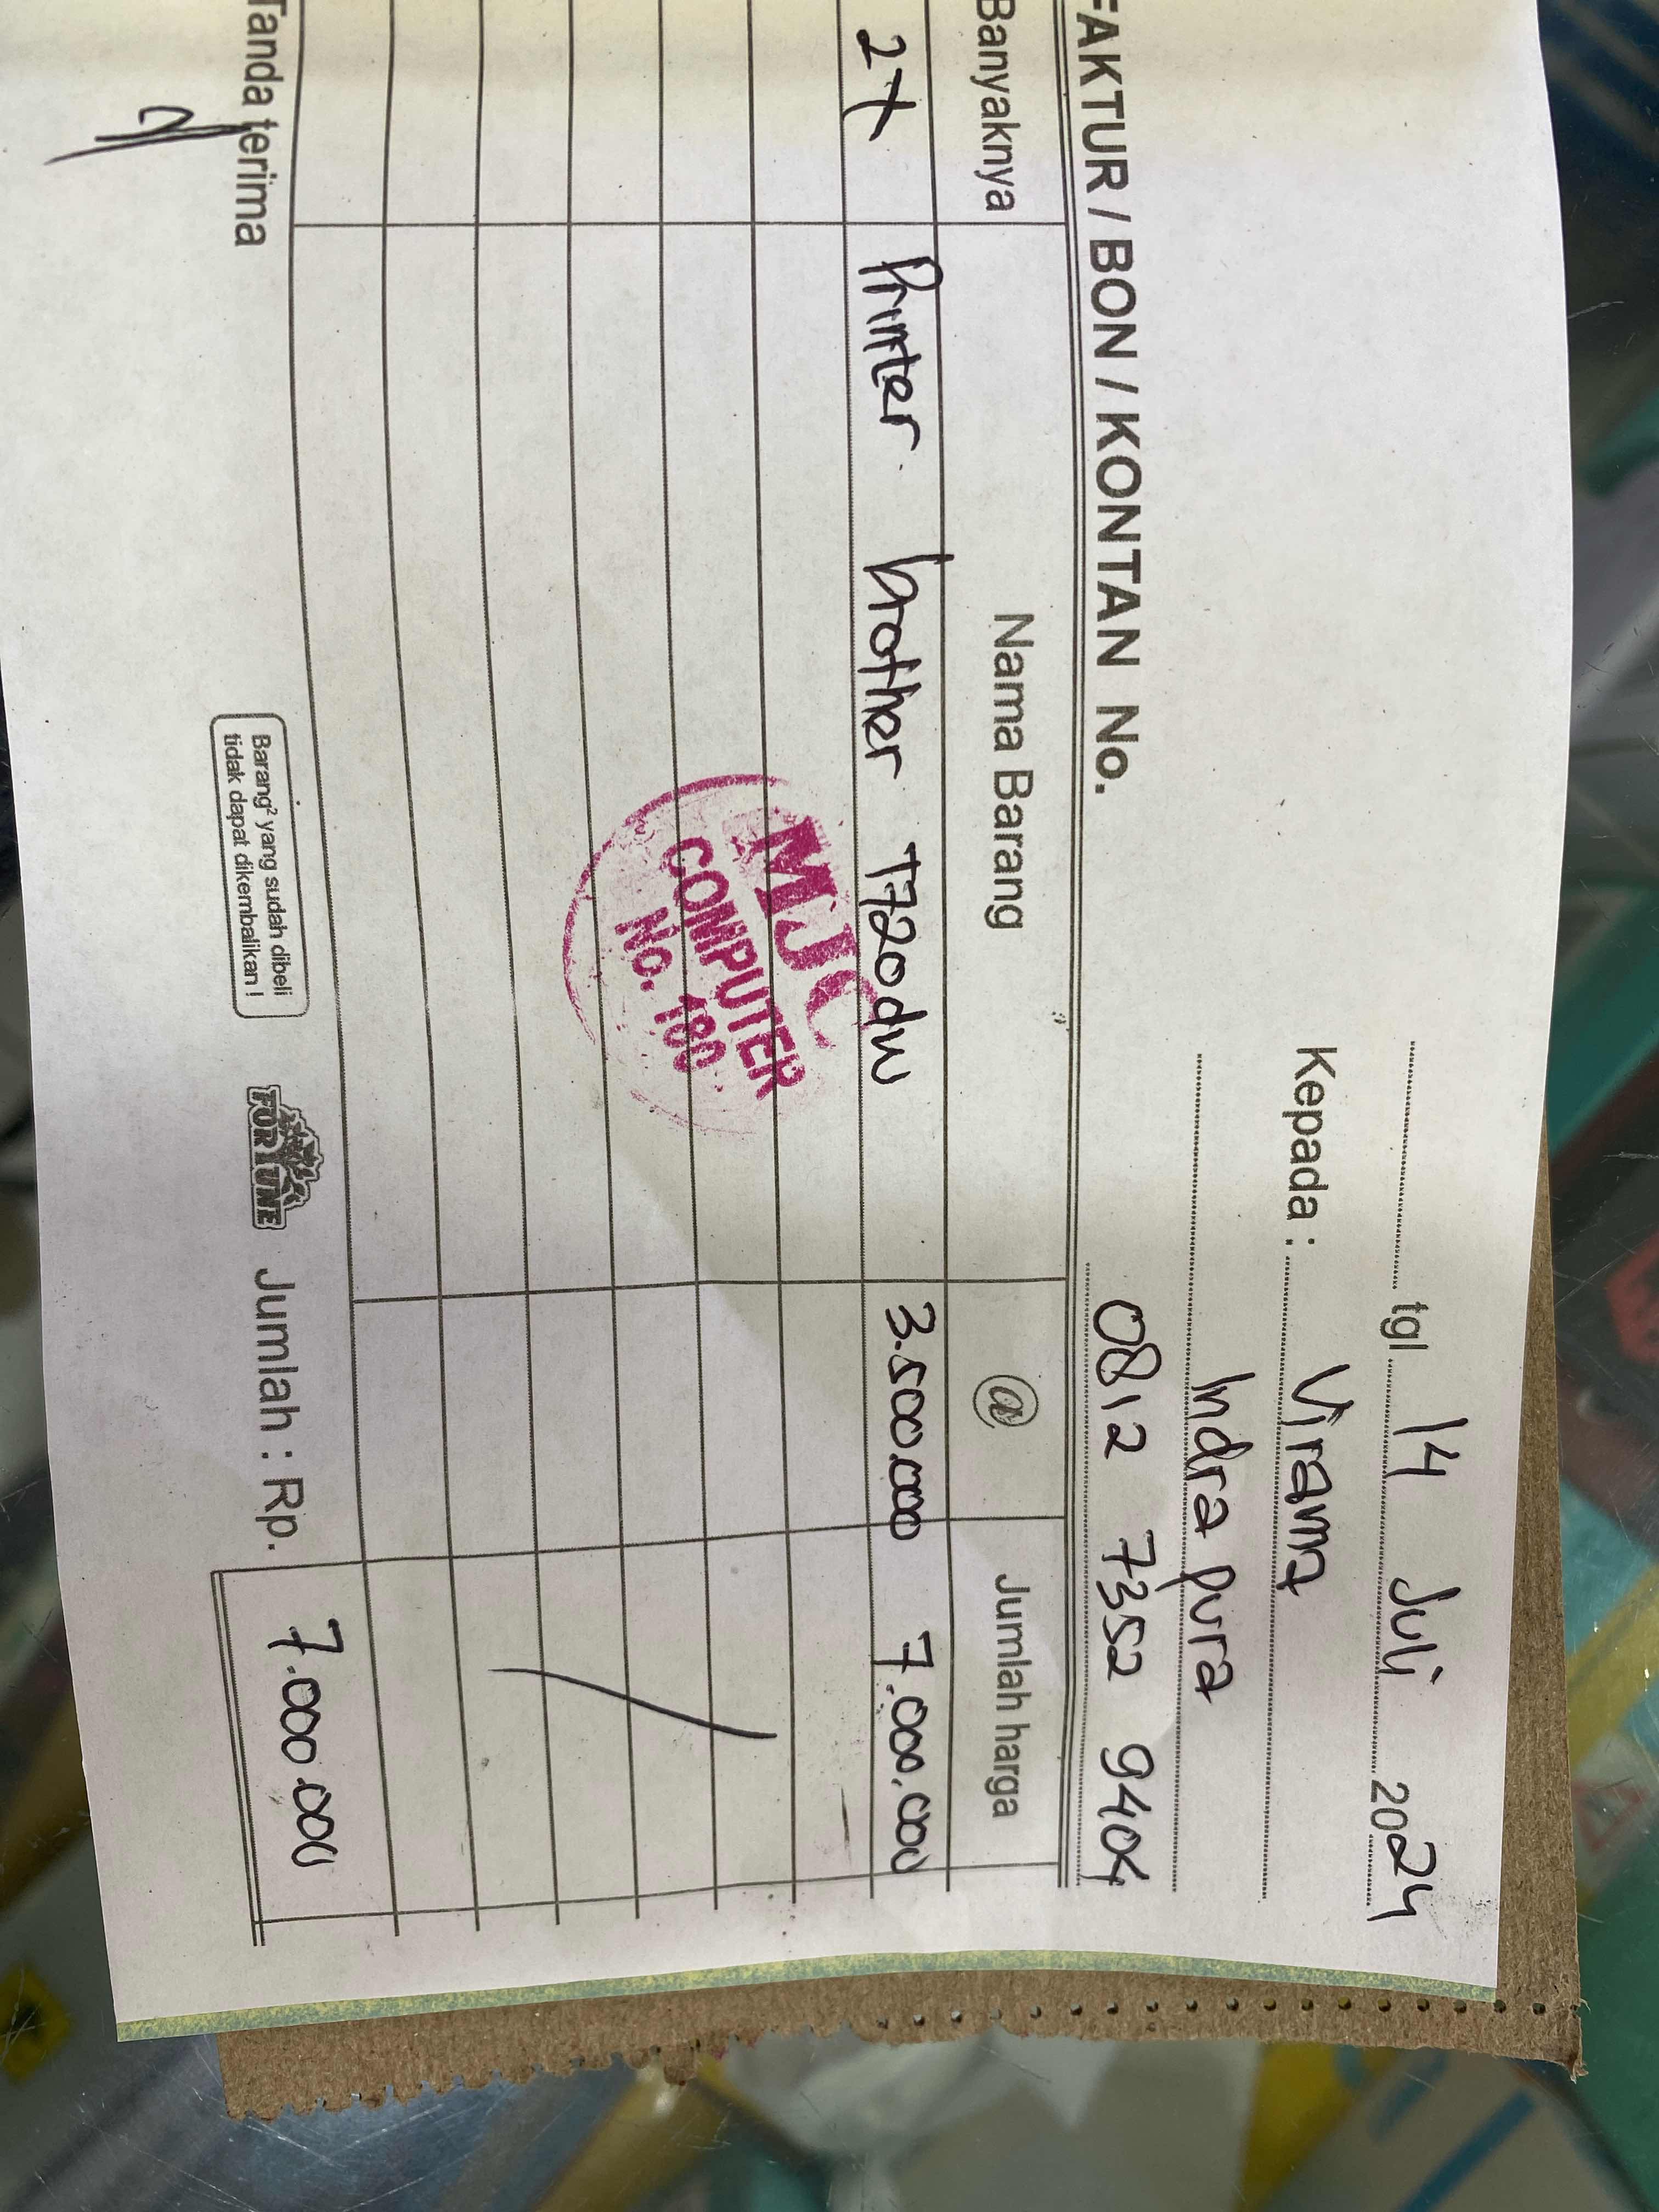 tgl 14 Juli 2024
Kepada : Virama
Indra pura
0812 7352 9404
FAKTUR / BON / KONTAN No.
Banyaknya Nama Barang @ Jumlah harga
2x Printer brother T720dw 3.500.000 7.000.000
MJC
COMPUTER
No. 180
Tanda terima
Barang² yang sudah dibeli
tidak dapat dikembalikan !
FORTUNE
Jumlah : Rp. 7.000.000